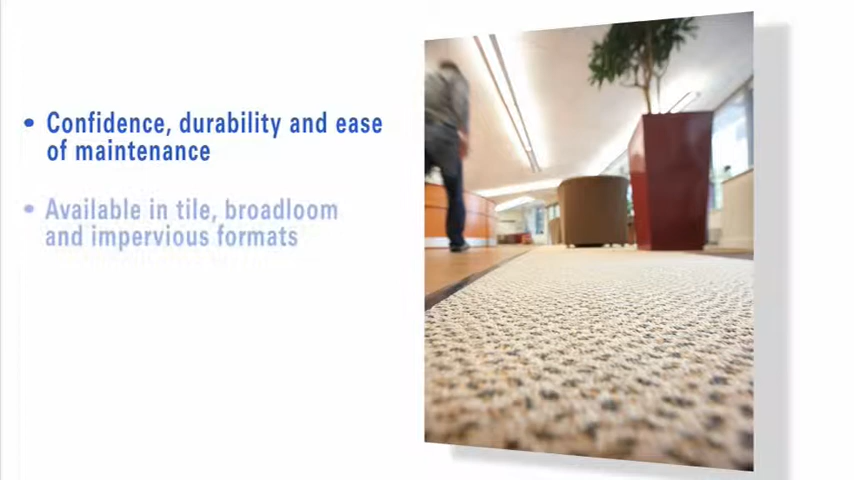 • Confidence, durability and ease
of maintenance
• Available in tile, broadloom
and impervious formats